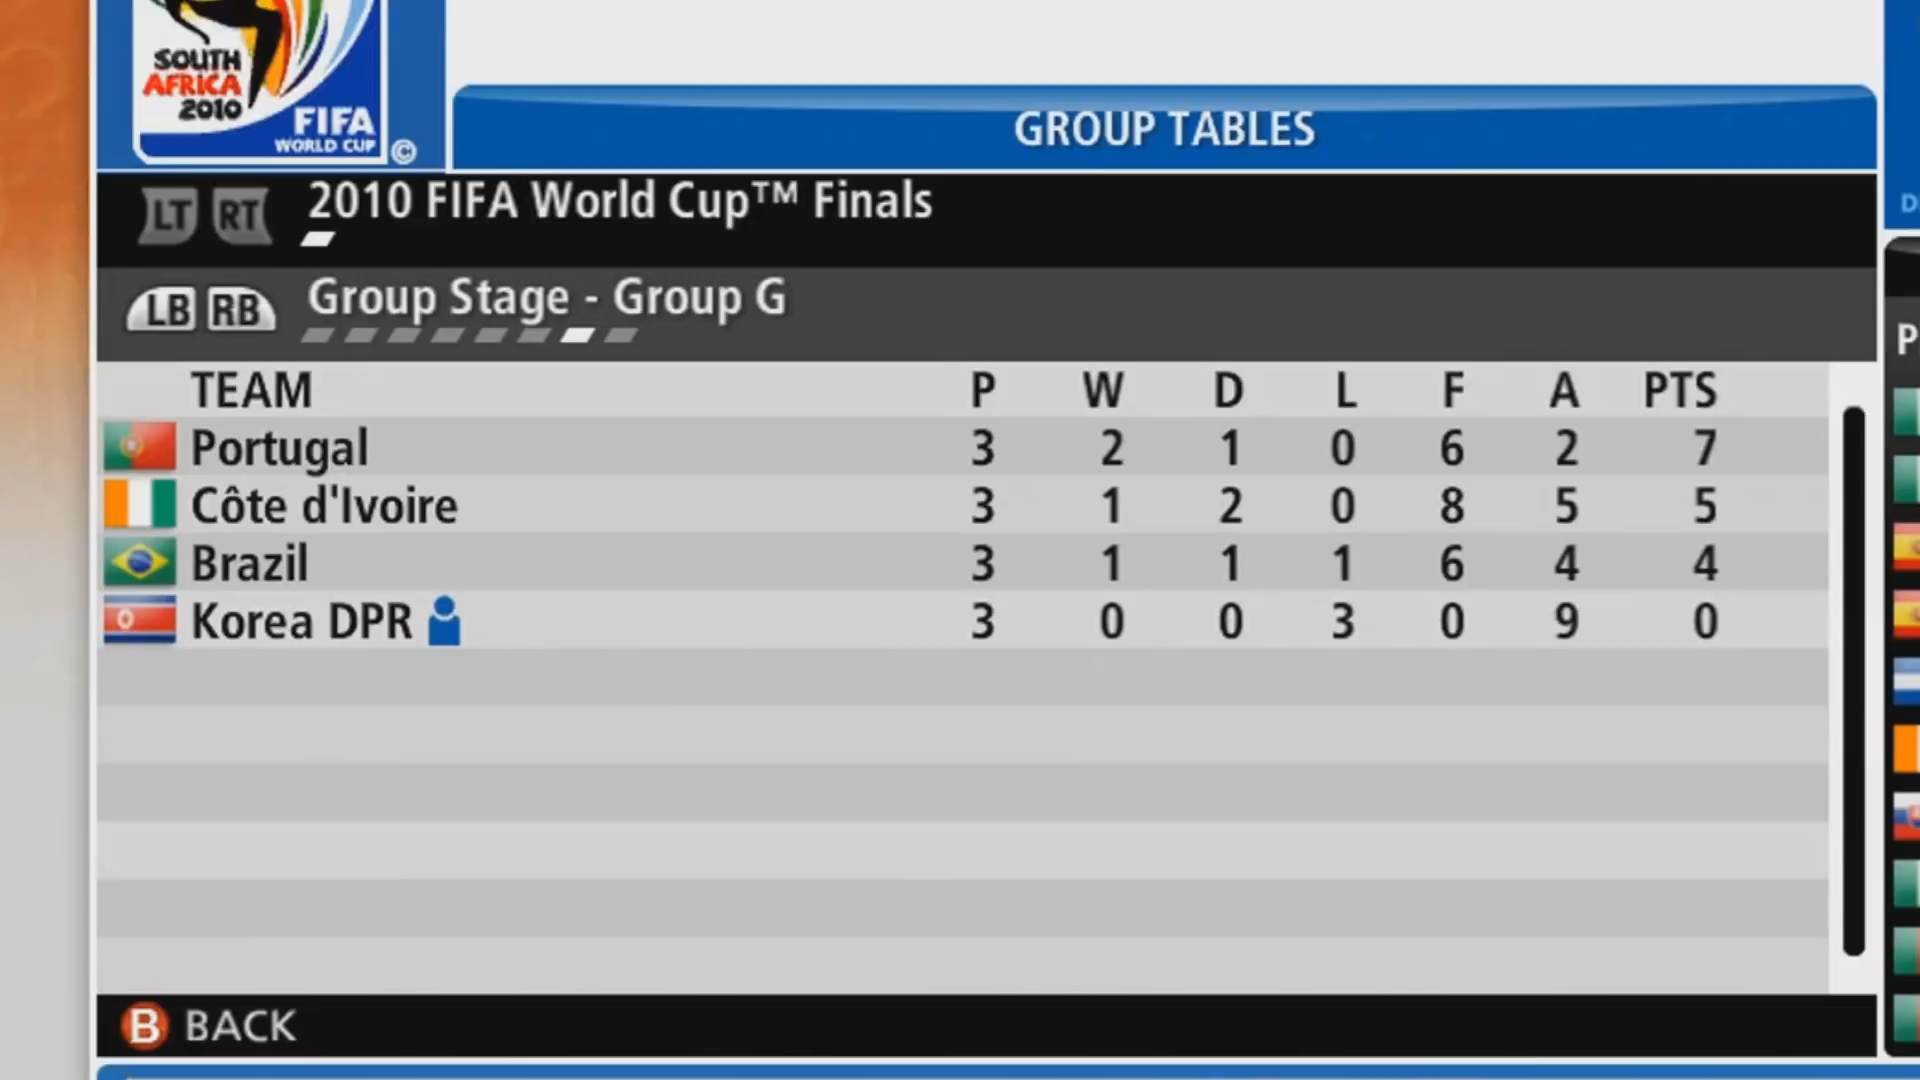 SOUTH
AFRICA
2010
FIFA
WORLD CUP
©
GROUP TABLES
LT RT 2010 FIFA World Cup™ Finals
LB RB Group Stage - Group G
TEAM P W D L F A PTS
Portugal 3 2 1 0 6 2 7
Côte d'Ivoire 3 1 2 0 8 5 5
Brazil 3 1 1 1 6 4 4
Korea DPR 3 0 0 3 0 9 0
B BACK
D
P